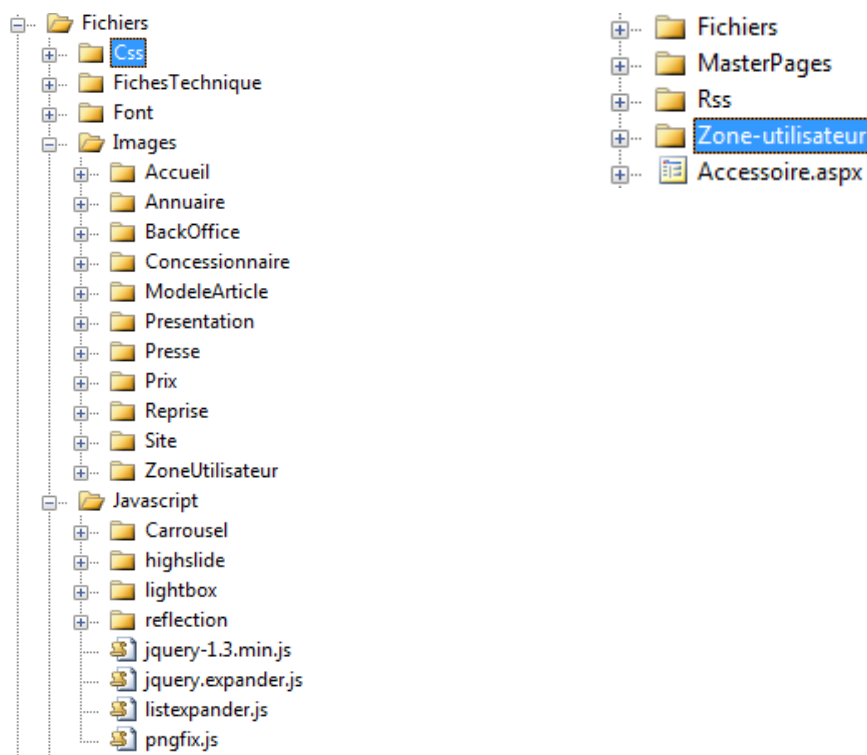 Fichiers
Css
FichesTechnique
Font
Images
Accueil
Annuaire
BackOffice
Concessionnaire
ModeleArticle
Presentation
Presse
Prix
Reprise
Site
ZoneUtilisateur
Javascript
Carrousel
highslide
lightbox
reflection
jquery-1.3.min.js
jquery.expander.js
listexpander.js
pngfix.js
Fichiers
MasterPages
Rss
Zone-utilisateur
Accessoire.aspx